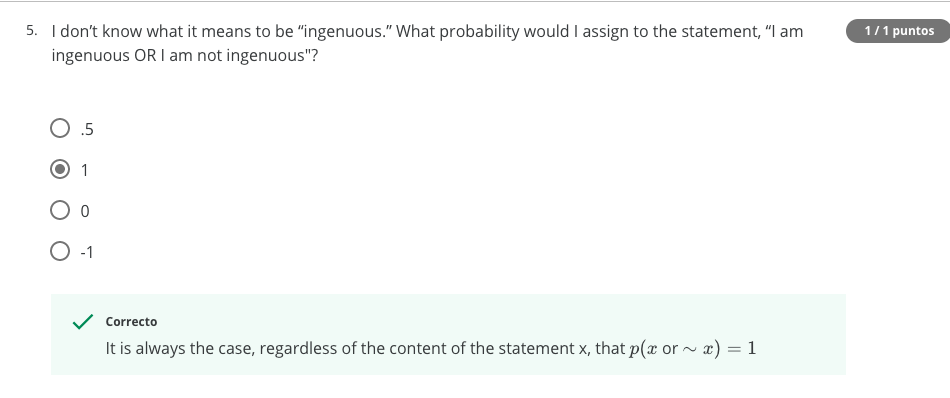 5. I don’t know what it means to be “ingenuous.” What probability would I assign to the statement, “I am
1 / 1 puntos
ingenuous OR I am not ingenuous"?
.5
1
0
-1
Correcto
It is always the case, regardless of the content of the statement x, that p(x or ∼ x) = 1